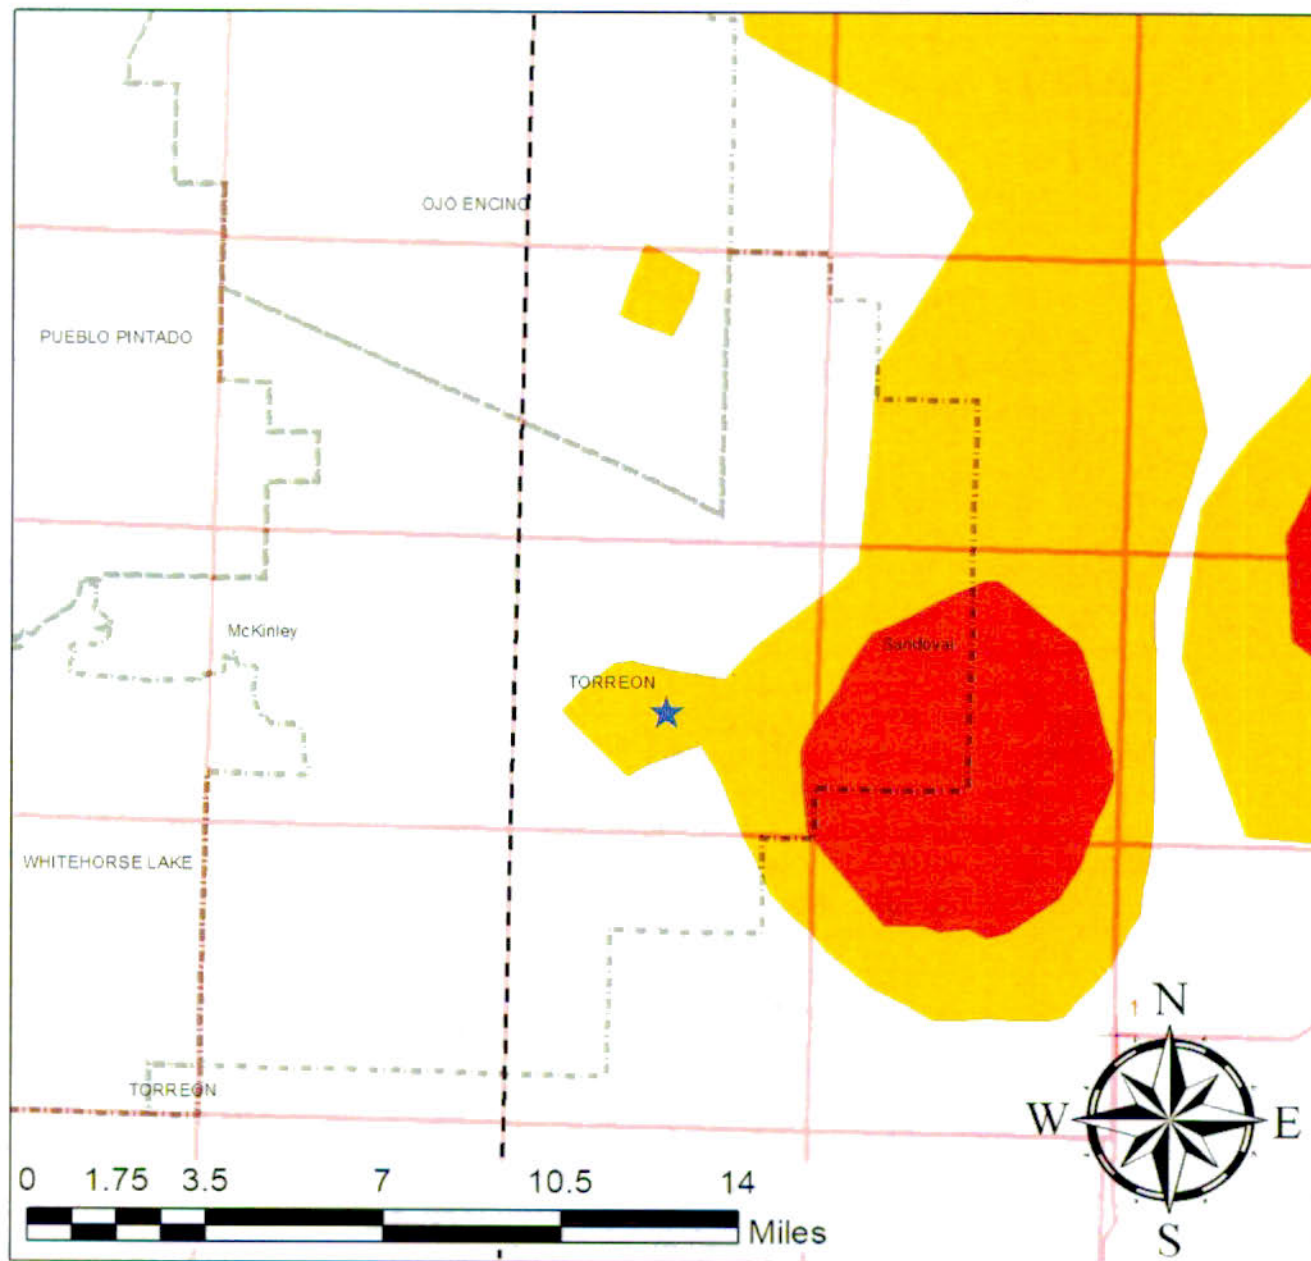 OJO ENCINO
PUEBLO PINTADO
McKinley
Sandoval
TORREON
WHITEHORSE LAKE
1
N
TORREON
W
E
0 1.75 3.5 7 10.5 14
Miles
S